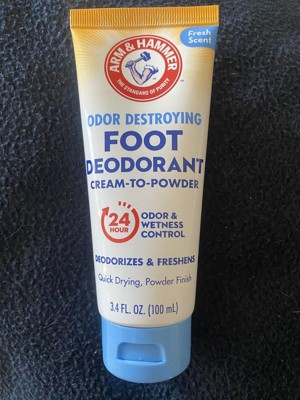 Fresh
Scent
ARM & HAMMER
THE STANDARD OF PURITY
ODOR DESTROYING
FOOT
DEODORANT
CREAM-TO-POWDER
24
HOUR
ODOR &
WETNESS
CONTROL
DEODORIZES & FRESHENS
Quick Drying, Powder Finish
3.4 FL. OZ. (100 mL)